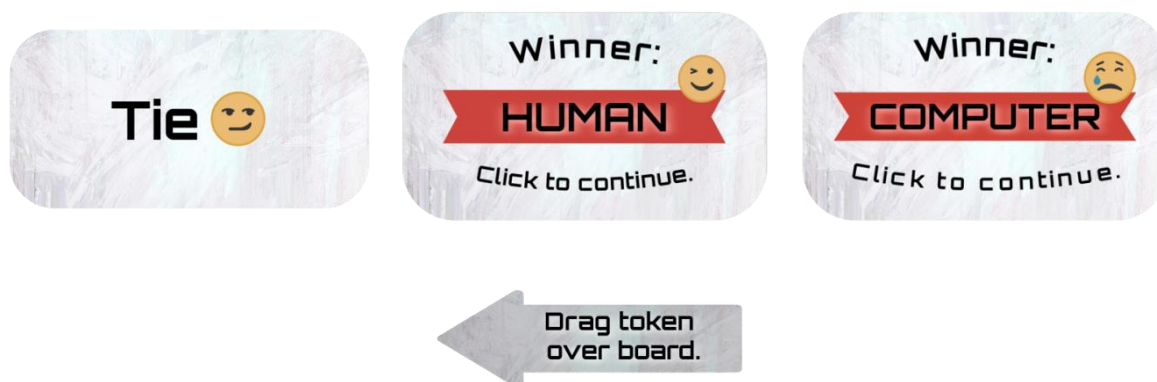 Tie
Winner:
HUMAN
Click to continue.
Winner:
COMPUTER
Click to continue.
Drag token
over board.